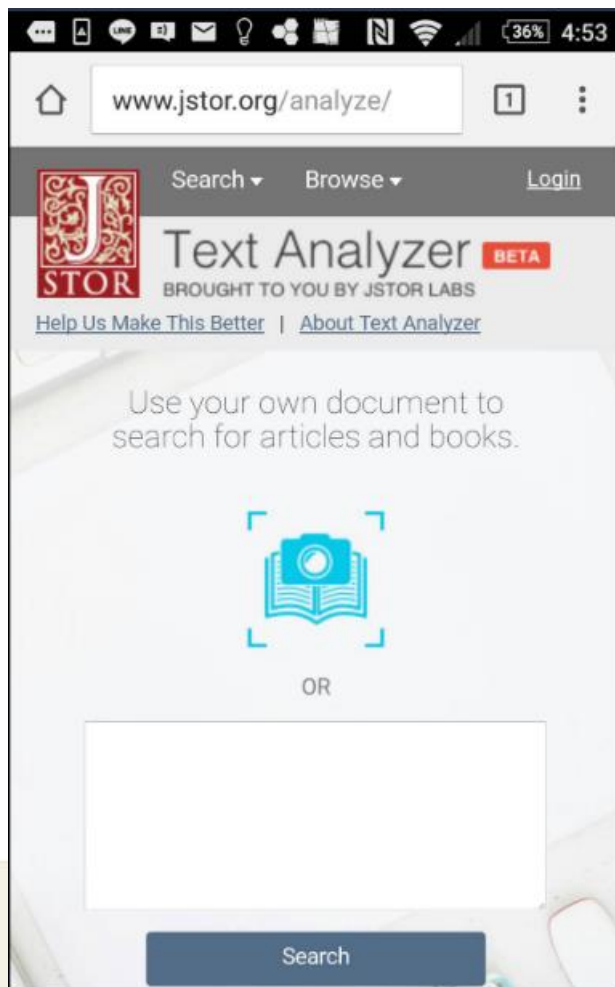 LINE 36% 4:53
www.jstor.org/analyze/ 1
Search Browse Login
J
STOR
Text Analyzer BETA
BROUGHT TO YOU BY JSTOR LABS
Help Us Make This Better | About Text Analyzer
Use your own document to
search for articles and books.
OR
Search